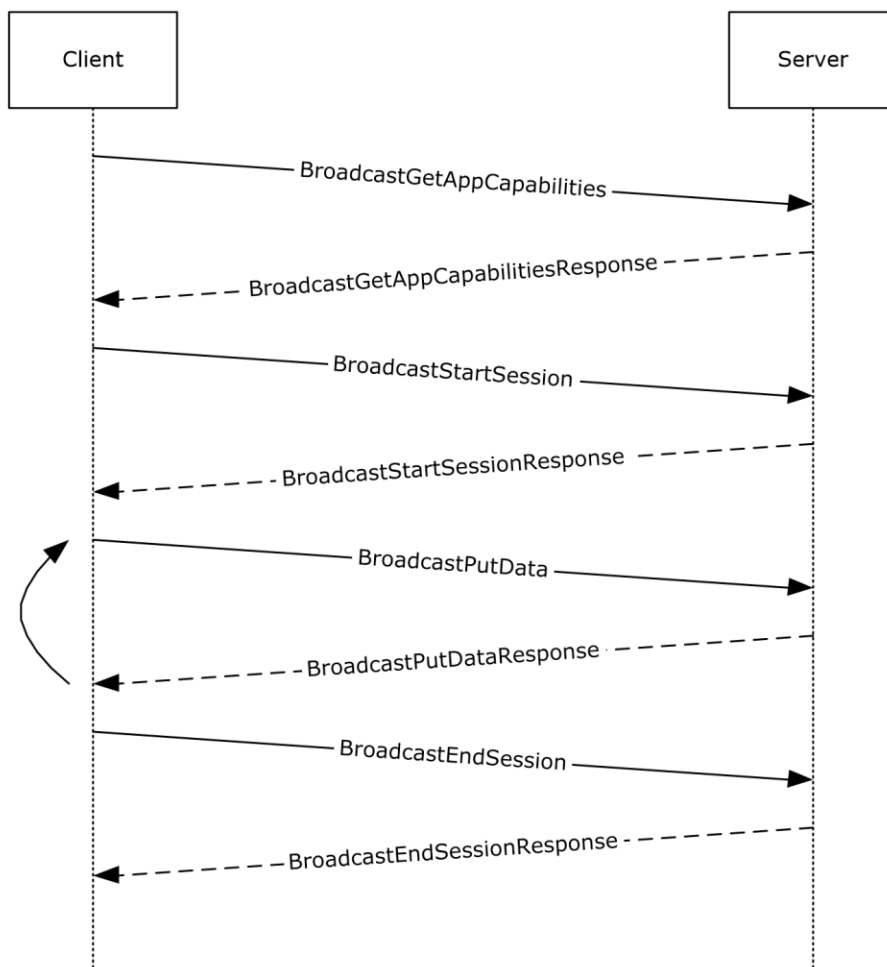 Client
Server
BroadcastGetAppCapabilities
BroadcastGetAppCapabilitiesResponse
BroadcastStartSession
BroadcastStartSessionResponse
BroadcastPutData
BroadcastPutDataResponse
BroadcastEndSession
BroadcastEndSessionResponse